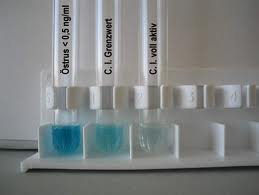 Östrus < 0,5 ng/ml
C. l. Grenzwert
C. l. voll aktiv